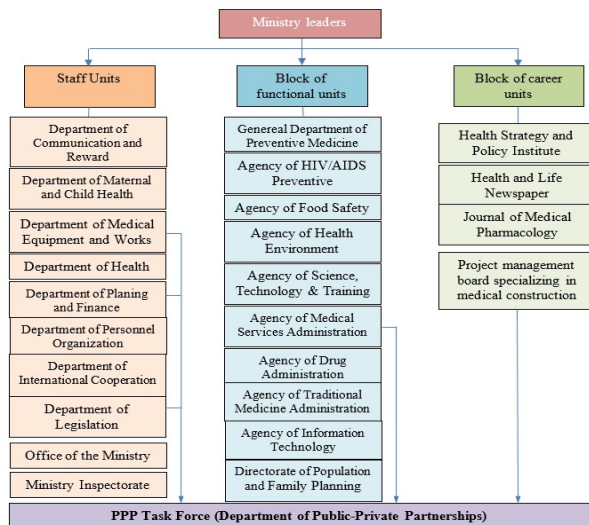 Ministry leaders
Staff Units
Block of
functional units
Block of career
units
Department of
Communication and
Reward
Department of Maternal
and Child Health
Department of Medical
Equipment and Works
Department of Health
Department of Planing
and Finance
Department of Personnel
Organization
Department of
International Cooperation
Department of
Legislation
Office of the Ministry
Ministry Inspectorate
Genereal Department of
Preventive Medicine
Agency of HIV/AIDS
Preventive
Agency of Food Safety
Agency of Health
Environment
Agency of Science,
Technology & Training
Agency of Medical
Services Administration
Agency of Drug
Administration
Agency of Traditional
Medicine Administration
Agency of Information
Technology
Directorate of Population
and Family Planning
Health Strategy and
Policy Institute
Health and Life
Newspaper
Journal of Medical
Pharmacology
Project management
board specializing in
medical construction
PPP Task Force (Department of Public-Private Partnerships)